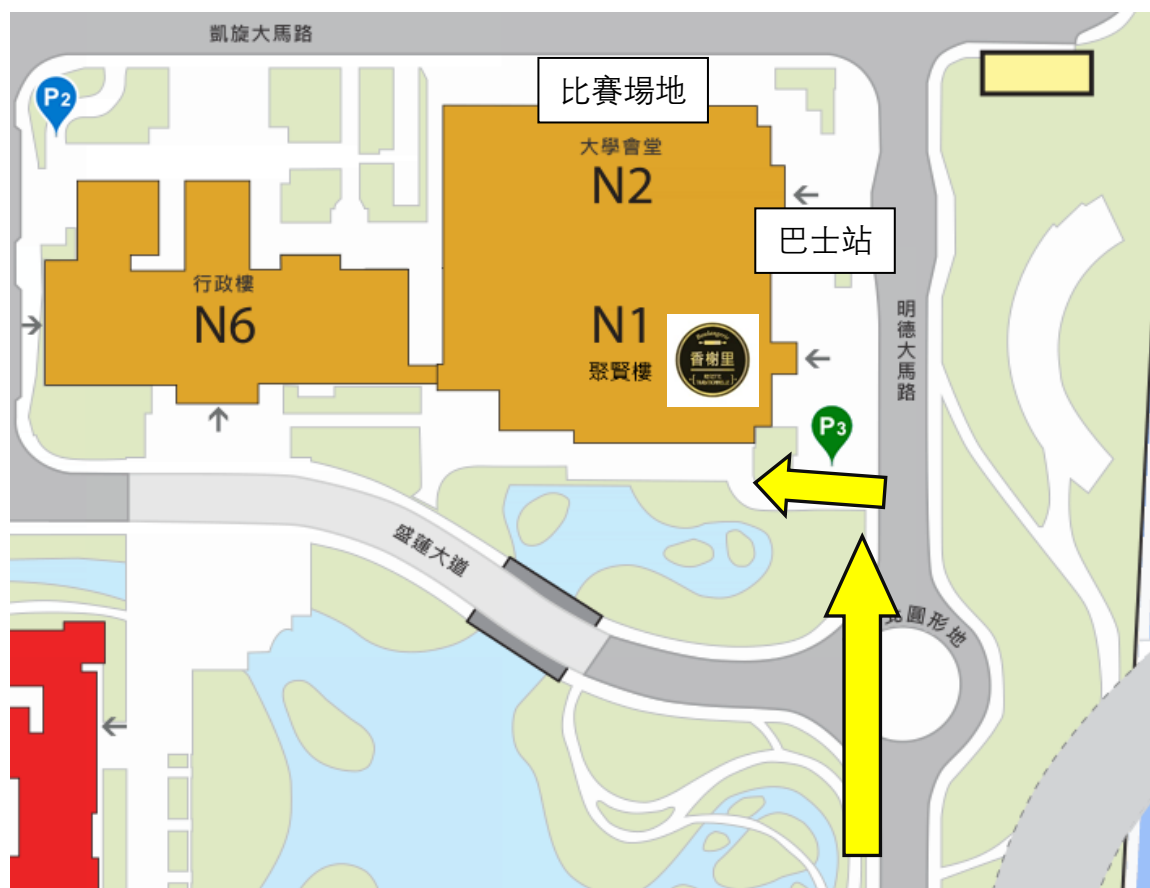 凱旋大馬路
P2
比賽場地
大學會堂
N2
巴士站
行政樓
N6
N1
聚賢樓
香榭里
明德大馬路
P3
盛蓮大道
圓形地